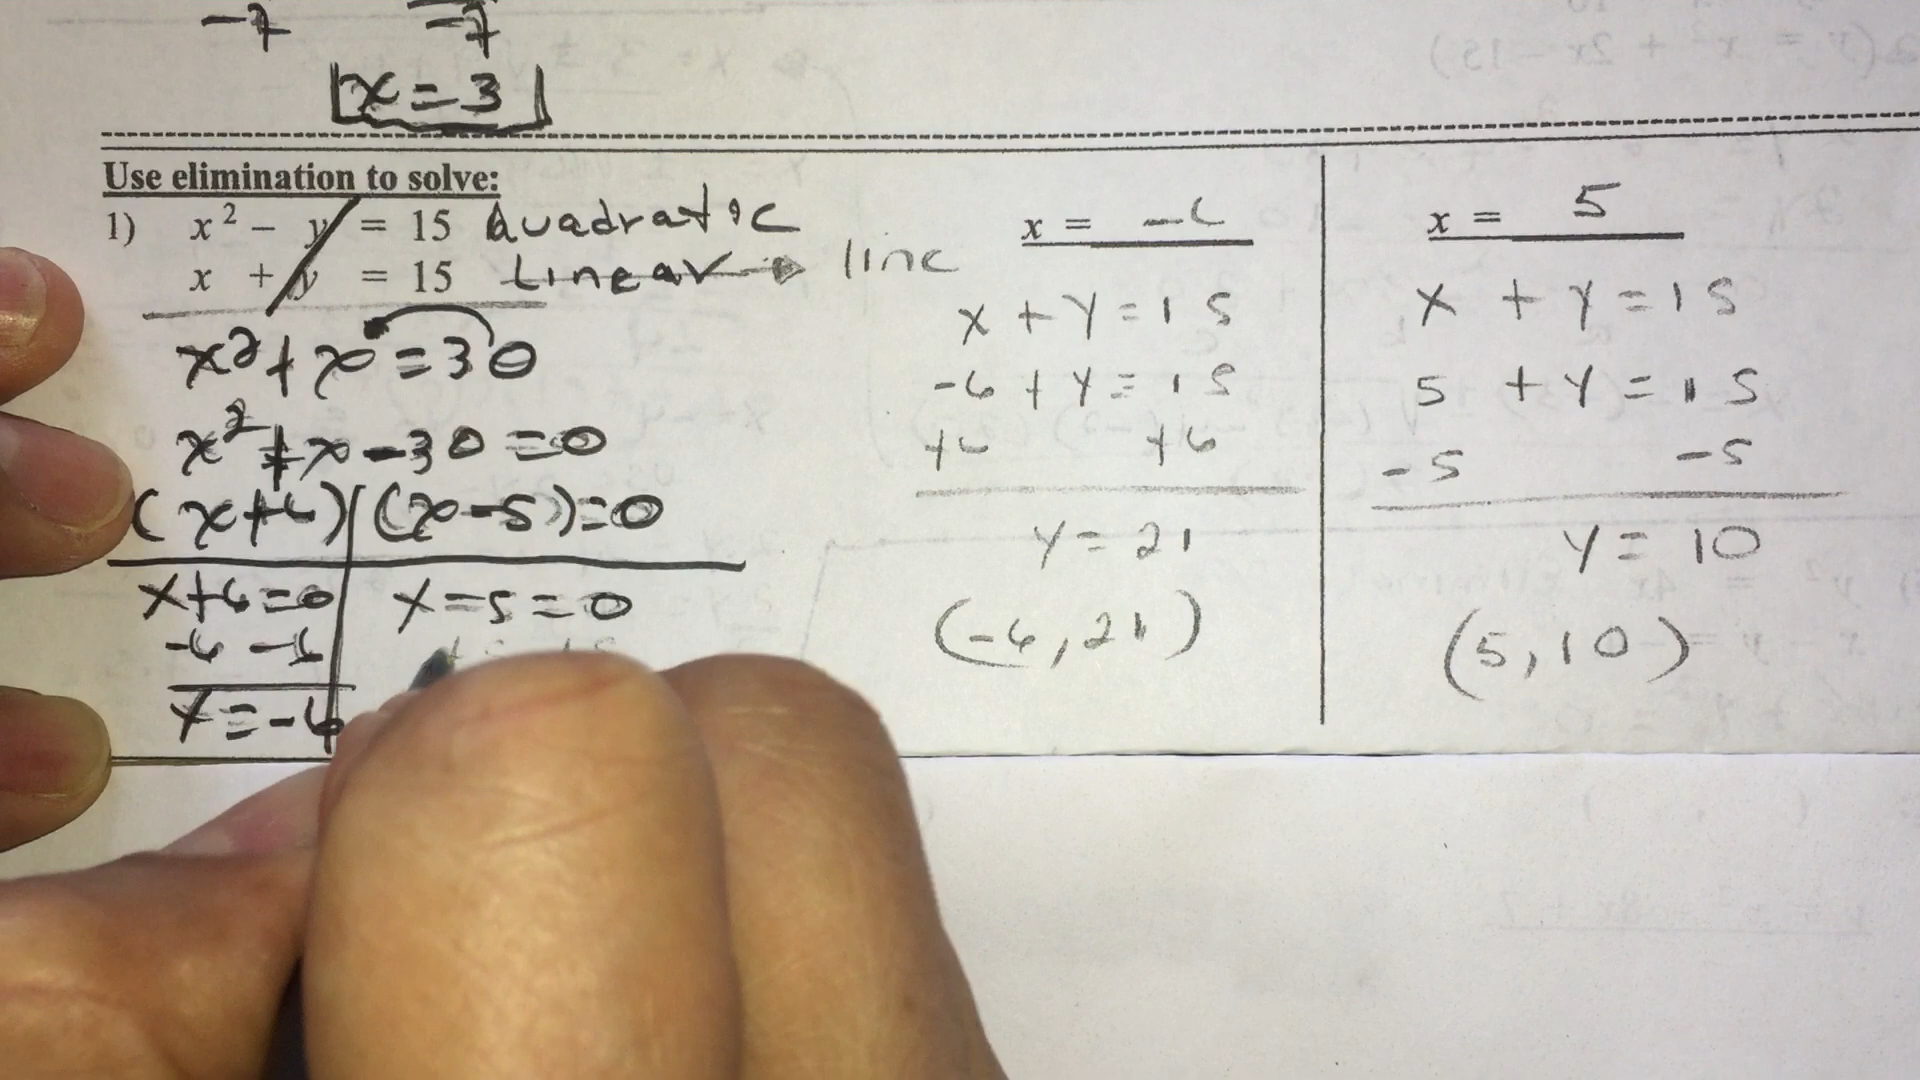 -7 -7
x = 3
Use elimination to solve:
1) x² - y = 15 Quadratic
x + y = 15 Linear → line
x² + x = 30
x² + x - 30 = 0
(x+6) (x-5) = 0
x+6=0 x-5=0
-6 -6
x = -6
x = -6
x + y = 15
-6 + y = 15
+6 +6
y = 21
(-6, 21)
x = 5
x + y = 15
5 + y = 15
-5 -5
y = 10
(5, 10)